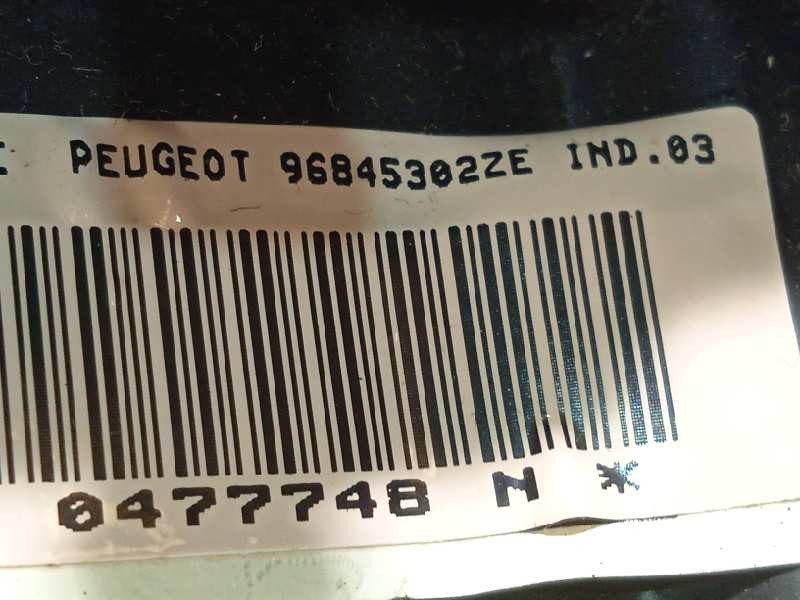 PEUGEOT 96845302ZE IND.03
0477748 M *